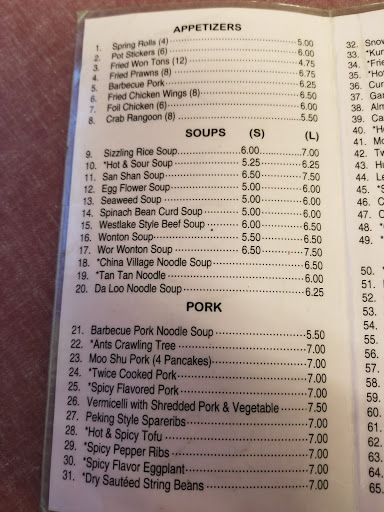 APPETIZERS
1. Spring Rolls (4) 5.00
2. Pot Stickers (6) 6.00
3. Fried Won Tons (12) 4.75
4. Fried Prawns (8) 6.75
5. Barbecue Pork 6.25
6. Fried Chicken Wings (8) 6.50
7. Foil Chicken (6) 6.50
8. Crab Rangoon (8) 5.50
SOUPS (S) (L)
9. Sizzling Rice Soup 6.00 7.00
10. *Hot & Sour Soup 5.25 6.25
11. San Shan Soup 6.50 7.50
12. Egg Flower Soup 5.00 6.00
13. Seaweed Soup 5.00 6.00
14. Spinach Bean Curd Soup 5.00 6.00
15. Westlake Style Beef Soup 6.00 6.50
16. Wonton Soup 5.50 6.50
17. Wor Wonton Soup 6.50 7.50
18. *China Village Noodle Soup 6.50
19. *Tan Tan Noodle 6.00
20. Da Loo Noodle Soup 6.25
PORK
21. Barbecue Pork Noodle Soup 5.50
22. *Ants Crawling Tree 7.00
23. Moo Shu Pork (4 Pancakes) 7.00
24. *Twice Cooked Pork 7.00
25. *Spicy Flavored Pork 7.00
26. Vermicelli with Shredded Pork & Vegetable 7.50
27. Peking Style Spareribs 7.00
28. *Hot & Spicy Tofu 7.00
29. *Spicy Pepper Ribs 7.00
30. *Spicy Flavor Eggplant 7.00
31. *Dry Sautéed String Beans 7.00
32. Snow
33. *Kun
34. *Frie
35. *Hot
36. Cur
37. Gar
38. Alm
39. Ca
40. *H
41. Mo
42. Tw
43. Hu
44. Le
45. *S
46. C
47. C
48. *
49. *
50. *
51.
52.
53.
54.
55.
56.
57.
58.
59.
60.
61.
62.
63.
64.
65.